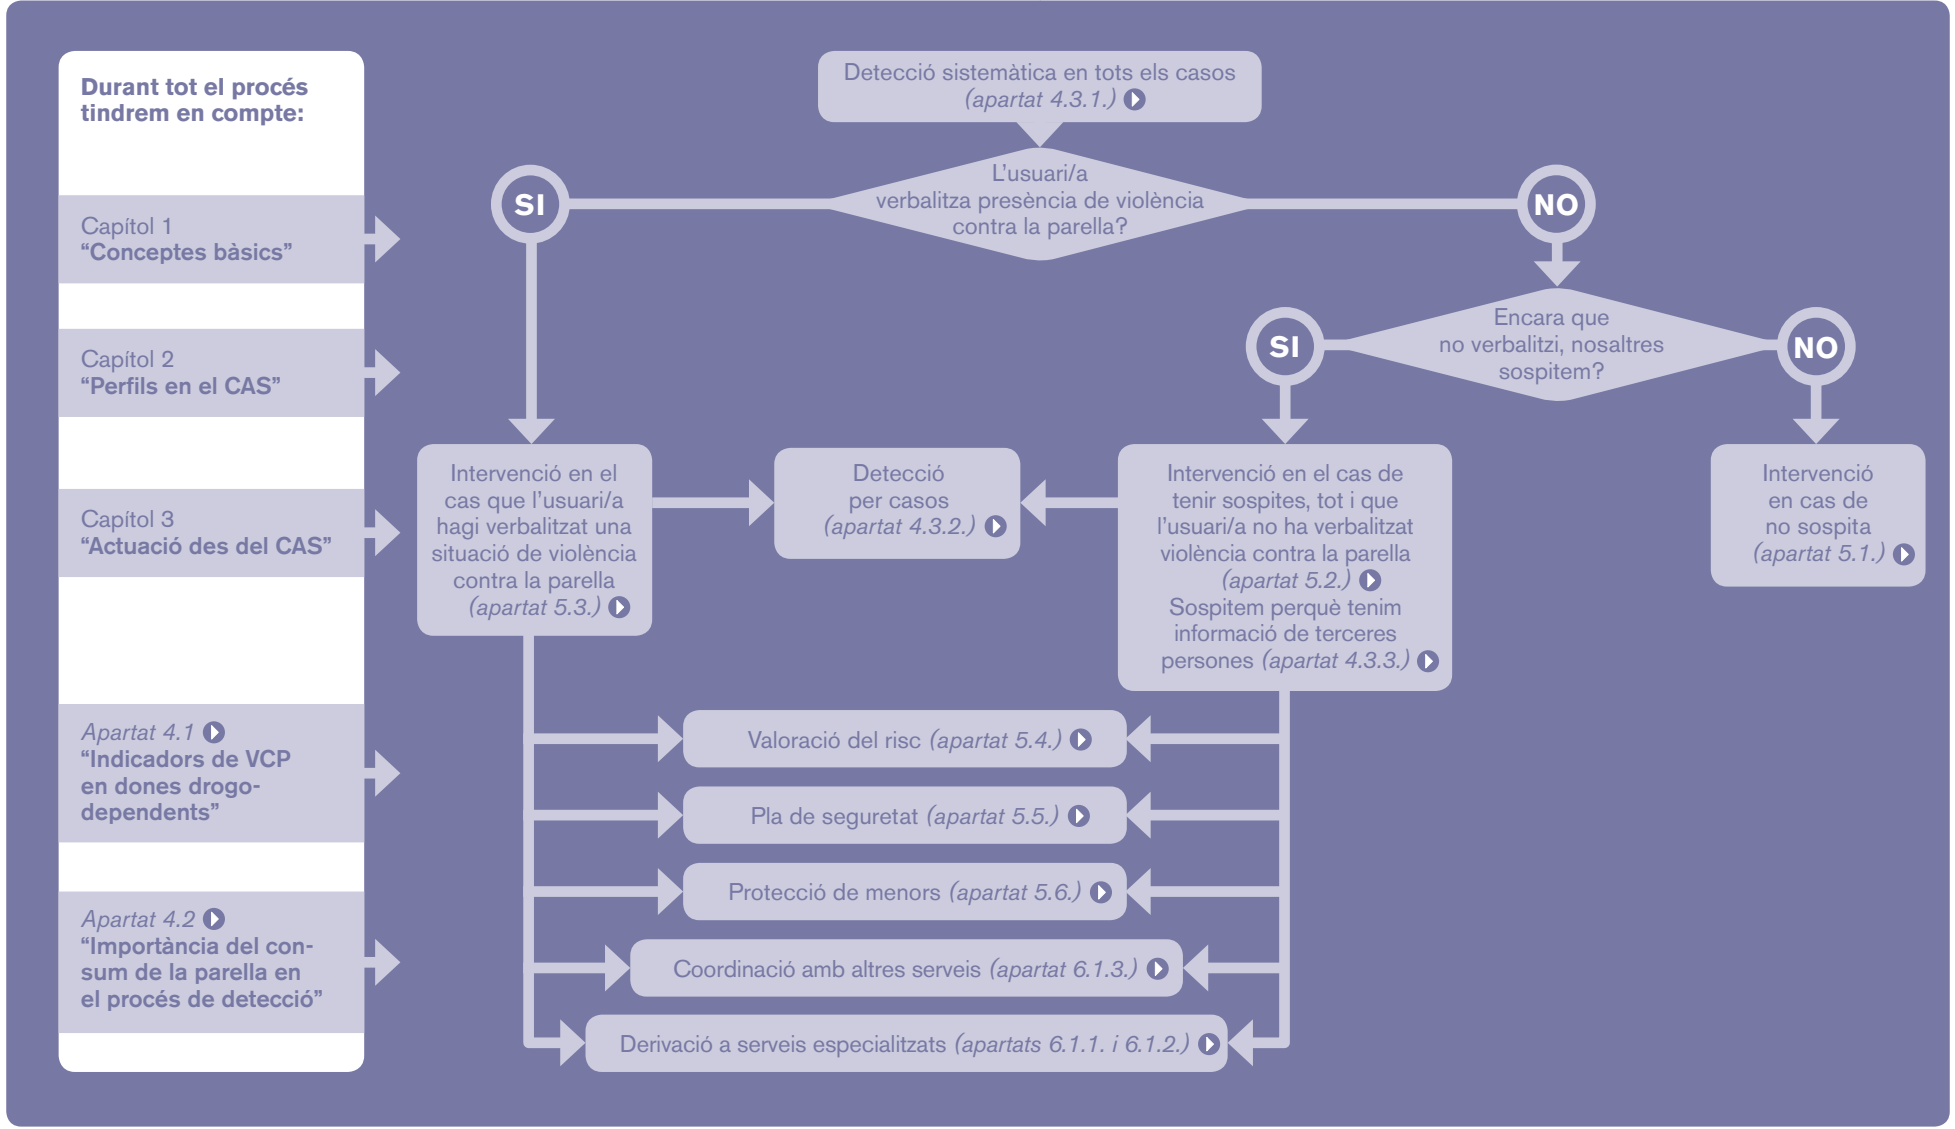 Durant tot el procés
tindrem en compte:
Capítol 1
“Conceptes bàsics”
Capítol 2
“Perfils en el CAS”
Capítol 3
“Actuació des del CAS”
Apartat 4.1
“Indicadors de VCP
en dones drogo-
dependents”
Apartat 4.2
“Importància del con-
sum de la parella en
el procés de detecció”
Detecció sistemàtica en tots els casos
(apartat 4.3.1.)
L’usuari/a
verbalitza presència de violència
contra la parella?
SI
NO
Encara que
no verbalitzi, nosaltres
sospitem?
SI
NO
Intervenció en el
cas que l’usuari/a
hagi verbalitzat una
situació de violència
contra la parella
(apartat 5.3.)
Detecció
per casos
(apartat 4.3.2.)
Intervenció en el cas de
tenir sospites, tot i que
l’usuari/a no ha verbalitzat
violència contra la parella
(apartat 5.2.)
Sospitem perquè tenim
informació de terceres
persones (apartat 4.3.3.)
Intervenció
en cas de
no sospita
(apartat 5.1.)
Valoració del risc (apartat 5.4.)
Pla de seguretat (apartat 5.5.)
Protecció de menors (apartat 5.6.)
Coordinació amb altres serveis (apartat 6.1.3.)
Derivació a serveis especialitzats (apartats 6.1.1. i 6.1.2.)